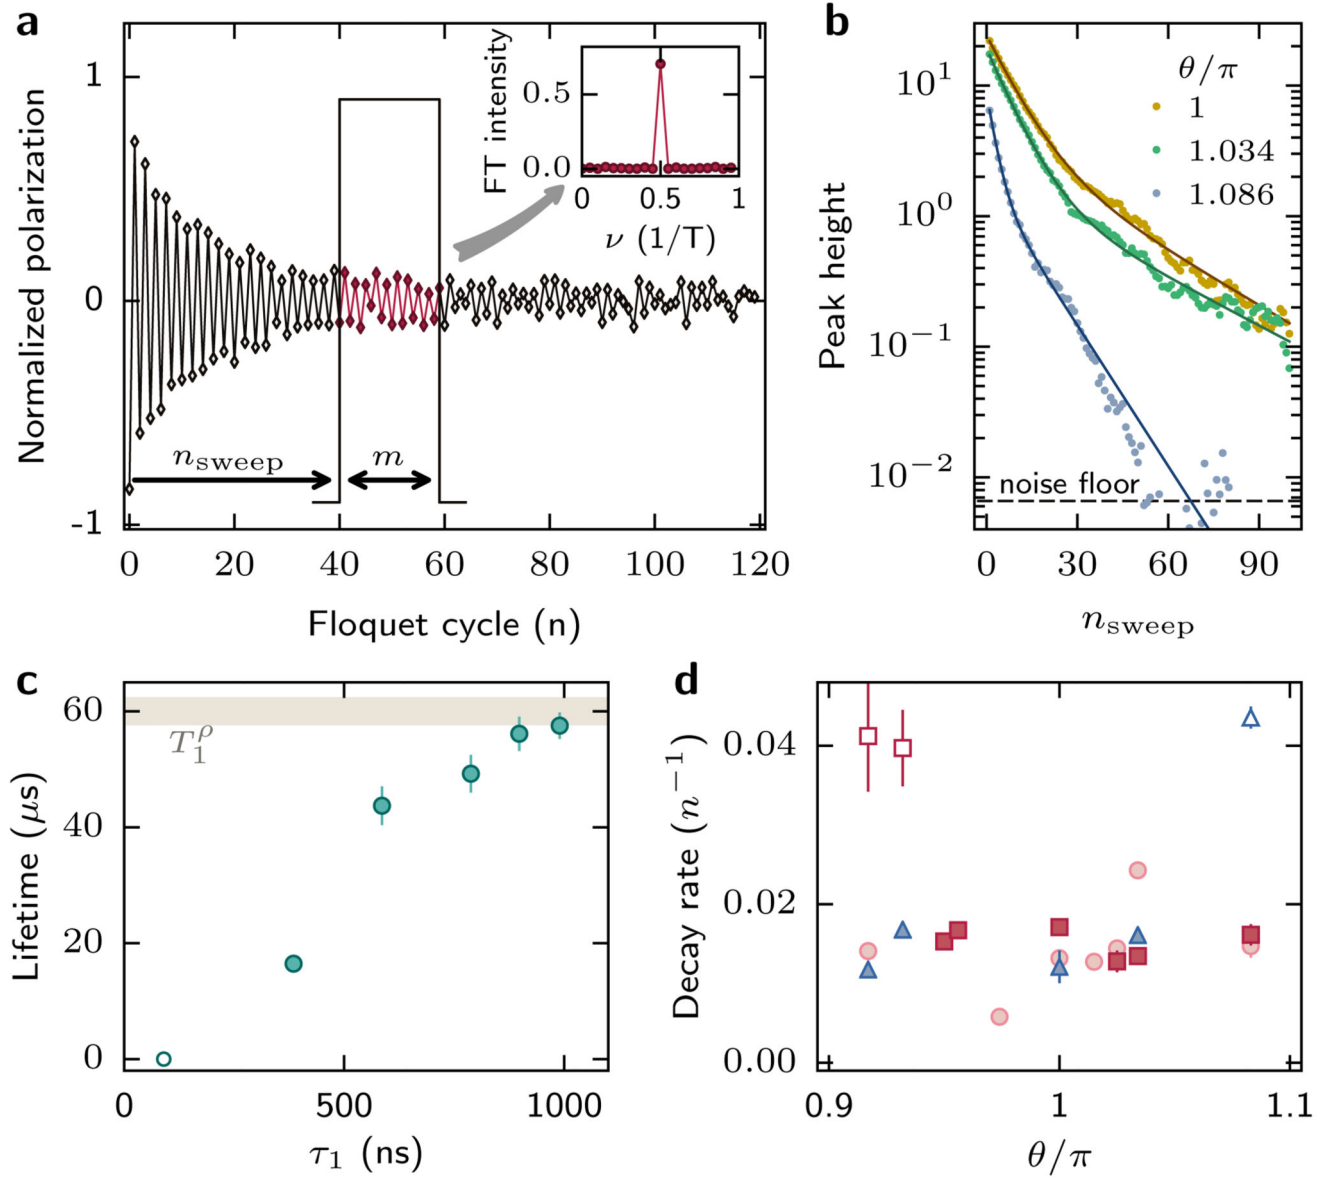 a
Normalized polarization
1
0
-1
0 20 40 60 80 100 120
Floquet cycle (n)
n_sweep
m
FT intensity
0.5
0.0
0 0.5 1
ν (1/T)
b
Peak height
10^1
10^0
10^-1
10^-2
θ/π
1
1.034
1.086
noise floor
0 30 60 90
n_sweep
c
Lifetime (μs)
60
40
20
0
T_1^ρ
0 500 1000
τ_1 (ns)
d
Decay rate (n^-1)
0.04
0.02
0.00
0.9 1 1.1
θ/π